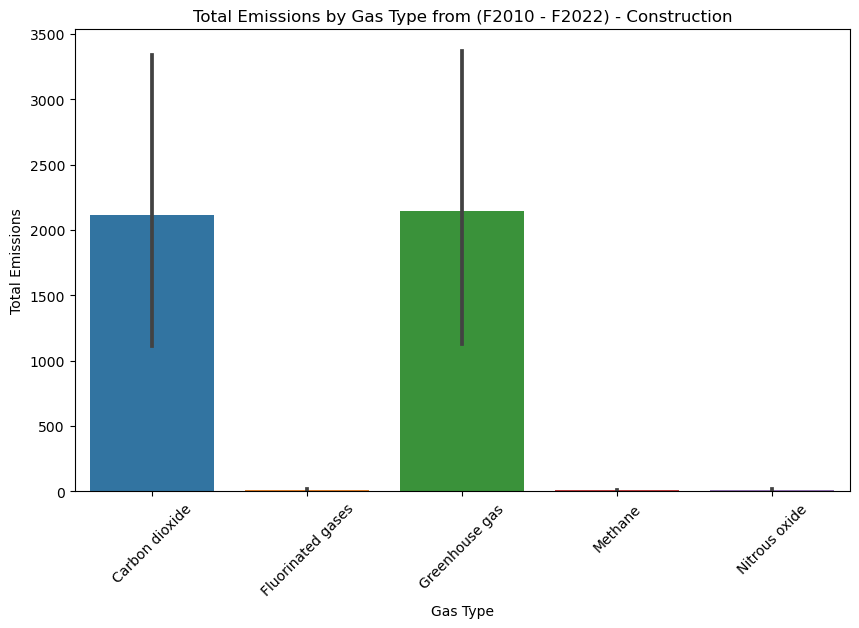 Total Emissions by Gas Type from (F2010 - F2022) - Construction
Total Emissions
3500
3000
2500
2000
1500
1000
500
0
Carbon dioxide
Fluorinated gases
Greenhouse gas
Methane
Nitrous oxide
Gas Type